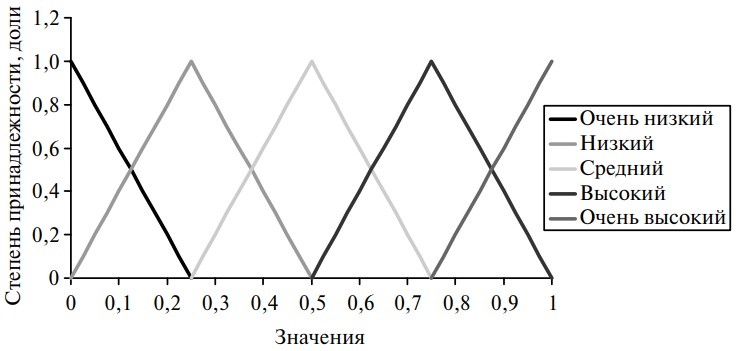 Степень принадлежности, доли
1,2
1,0
0,8
0,6
0,4
0,2
0
0 0,1 0,2 0,3 0,4 0,5 0,6 0,7 0,8 0,9 1
Значения
Очень низкий
Низкий
Средний
Высокий
Очень высокий